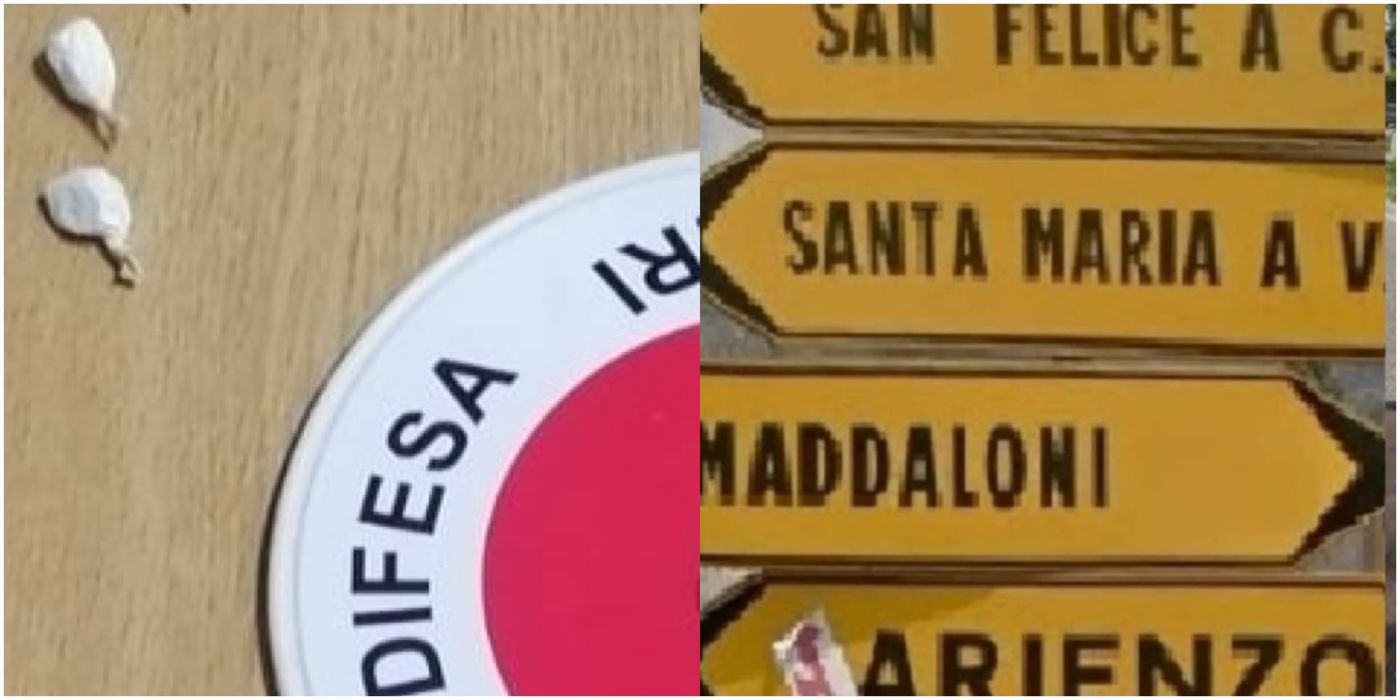 DIFESA
RI
SAN FELICE A C.
SANTA MARIA A V.
MADDALONI
ARIENZO